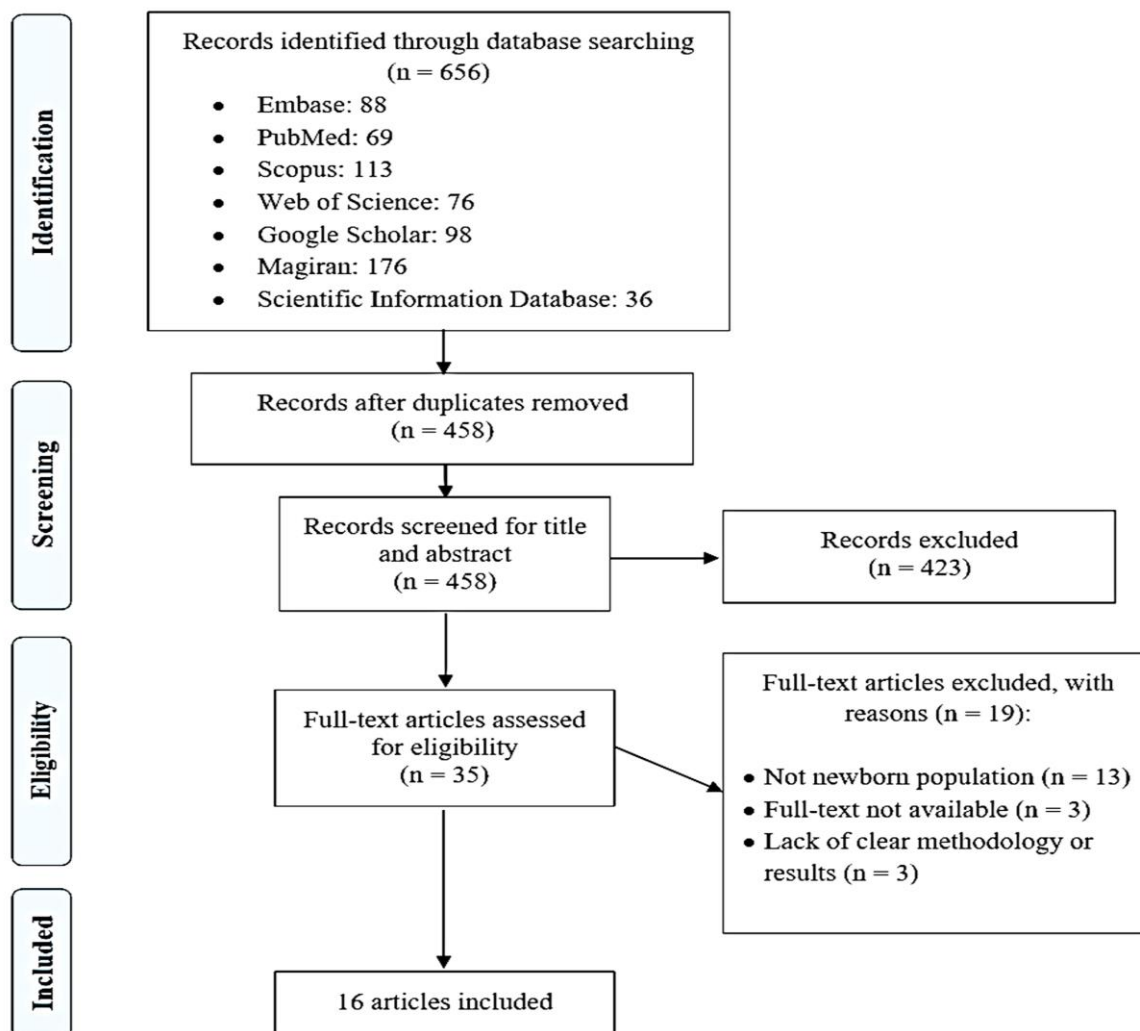 Identification
Records identified through database searching
(n = 656)
• Embase: 88
• PubMed: 69
• Scopus: 113
• Web of Science: 76
• Google Scholar: 98
• Magiran: 176
• Scientific Information Database: 36
Screening
Records after duplicates removed
(n = 458)
Records screened for title
and abstract
(n = 458)
Records excluded
(n = 423)
Eligibility
Full-text articles assessed
for eligibility
(n = 35)
Full-text articles excluded, with
reasons (n = 19):
• Not newborn population (n = 13)
• Full-text not available (n = 3)
• Lack of clear methodology or
results (n = 3)
Included
16 articles included